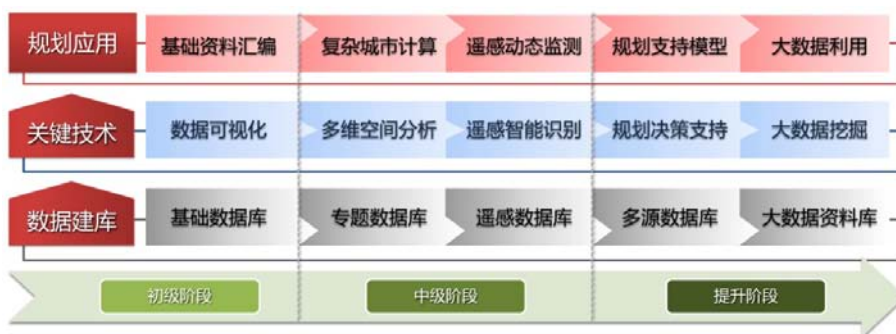 规划应用 基础资料汇编 复杂城市计算 遥感动态监测 规划支持模型 大数据利用
关键技术 数据可视化 多维空间分析 遥感智能识别 规划决策支持 大数据挖掘
数据建库 基础数据库 专题数据库 遥感数据库 多源数据库 大数据资料库
初级阶段 中级阶段 提升阶段